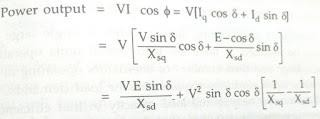 Power output = VI cos ϕ = V[I_q cos δ + I_d sin δ]
= V [ (V sin δ / X_sq) cos δ + (E–cos δ / X_sd) sin δ ]
= V E sin δ / X_sd + V² sin δ cos δ [ 1 / X_sq - 1 / X_sd ]